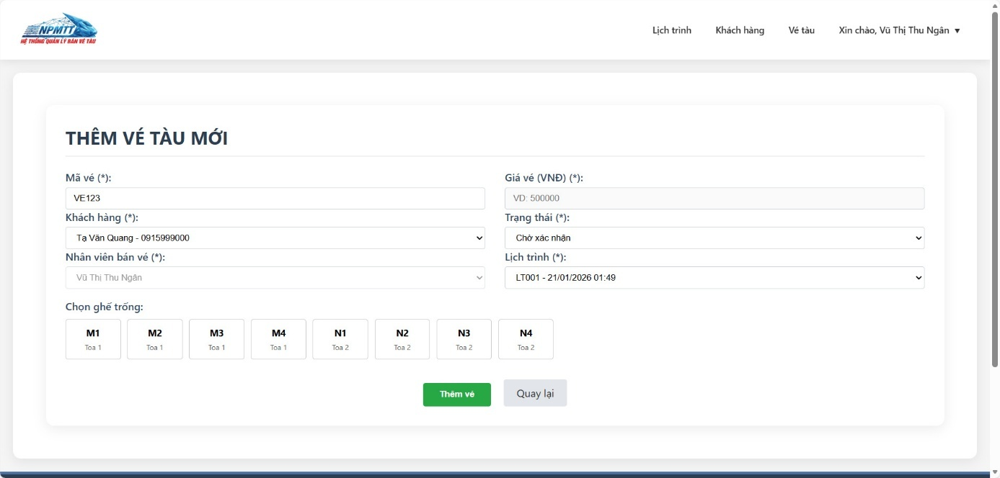 NPMTT
HỆ THỐNG QUẢN LÝ BÁN VÉ TÀU
Lịch trình
Khách hàng
Vé tàu
Xin chào, Vũ Thị Thu Ngân ▼
THÊM VÉ TÀU MỚI
Mã vé (*):
VE123
Giá vé (VNĐ) (*):
VD: 500000
Khách hàng (*):
Tạ Văn Quang - 0915999000
Trạng thái (*):
Chờ xác nhận
Nhân viên bán vé (*):
Vũ Thị Thu Ngân
Lịch trình (*):
LT001 - 21/01/2026 01:49
Chọn ghế trống:
M1
Toa 1
M2
Toa 1
M3
Toa 1
M4
Toa 1
N1
Toa 2
N2
Toa 2
N3
Toa 2
N4
Toa 2
Thêm vé
Quay lại